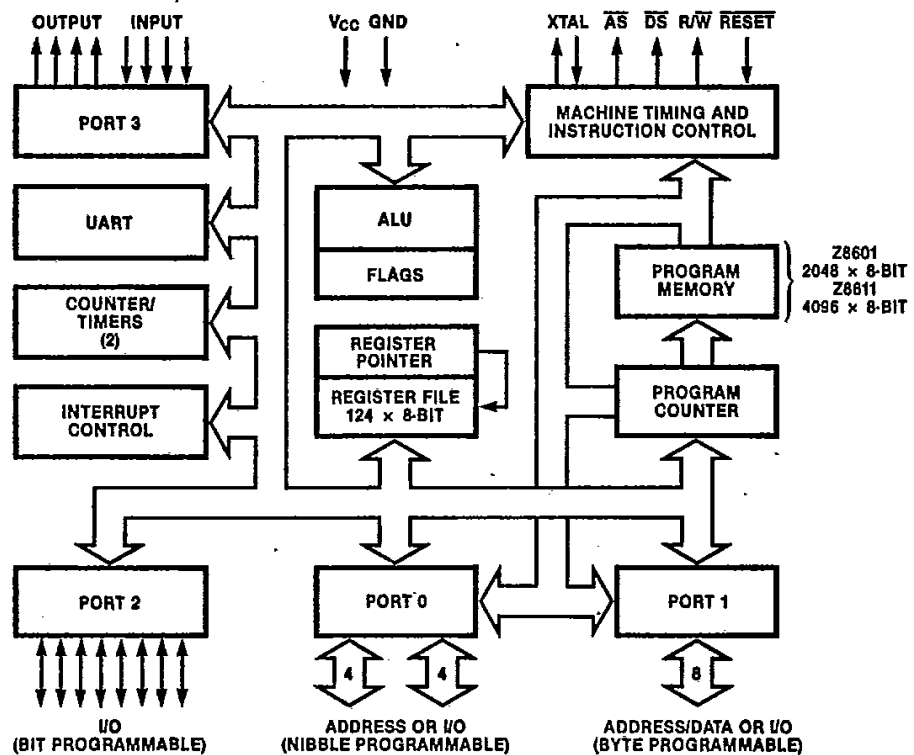 OUTPUT INPUT
VCC GND
XTAL AS DS R/W RESET
PORT 3
MACHINE TIMING AND
INSTRUCTION CONTROL
UART
ALU
FLAGS
PROGRAM
MEMORY
Z8601
2048 × 8-BIT
Z8611
4096 × 8-BIT
COUNTER/
TIMERS
(2)
REGISTER
POINTER
REGISTER FILE
124 × 8-BIT
PROGRAM
COUNTER
INTERRUPT
CONTROL
PORT 2
PORT 0
PORT 1
4
4
8
I/O
(BIT PROGRAMMABLE)
ADDRESS OR I/O
(NIBBLE PROGRAMMABLE)
ADDRESS/DATA OR I/O
(BYTE PROGRAMMABLE)